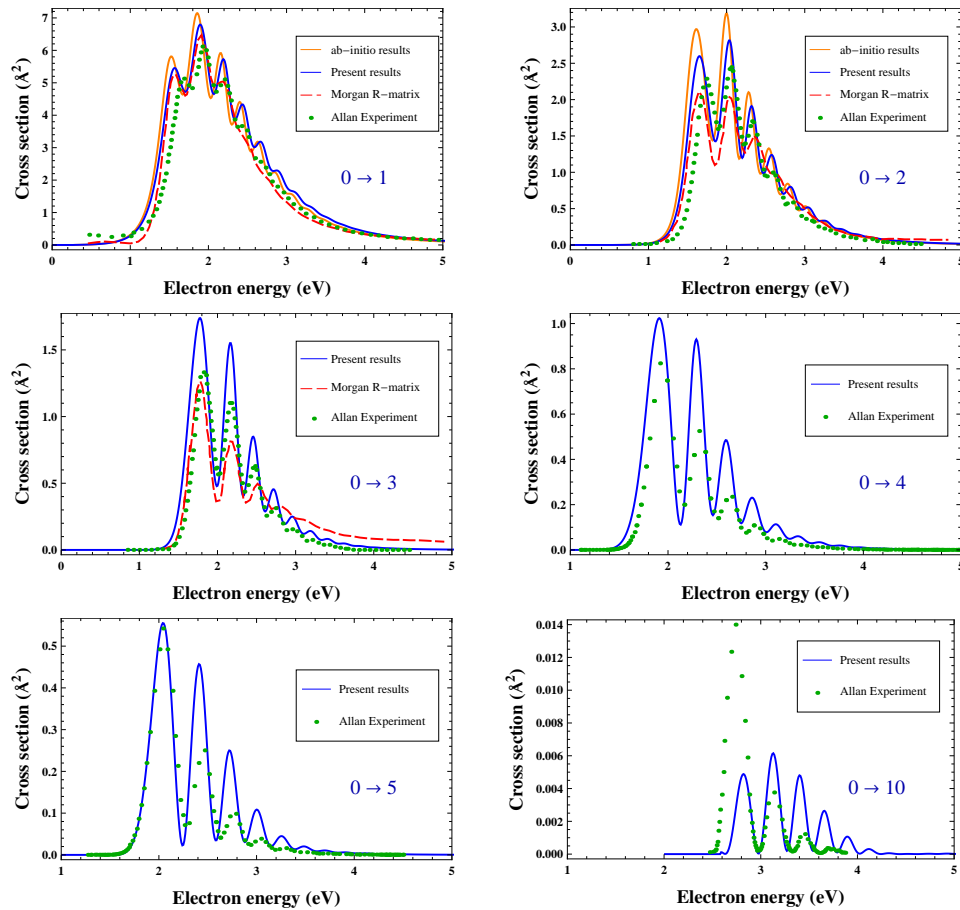 7
6
5
4
3
2
1
0
0 1 2 3 4 5
Cross section (Å²)
Electron energy (eV)
ab−initio results
Present results
Morgan R−matrix
Allan Experiment
0 → 1
3.0
2.5
2.0
1.5
1.0
0.5
0.0
0 1 2 3 4 5
Cross section (Å²)
Electron energy (eV)
ab−initio results
Present results
Morgan R−matrix
Allan Experiment
0 → 2
1.5
1.0
0.5
0.0
0 1 2 3 4 5
Cross section (Å²)
Electron energy (eV)
Present results
Morgan R−matrix
Allan Experiment
0 → 3
1.0
0.8
0.6
0.4
0.2
0.0
1 2 3 4 5
Cross section (Å²)
Electron energy (eV)
Present results
Allan Experiment
0 → 4
0.5
0.4
0.3
0.2
0.1
0.0
1 2 3 4 5
Cross section (Å²)
Electron energy (eV)
Present results
Allan Experiment
0 → 5
0.014
0.012
0.010
0.008
0.006
0.004
0.002
0.000
1 2 3 4 5
Cross section (Å²)
Electron energy (eV)
Present results
Allan Experiment
0 → 10